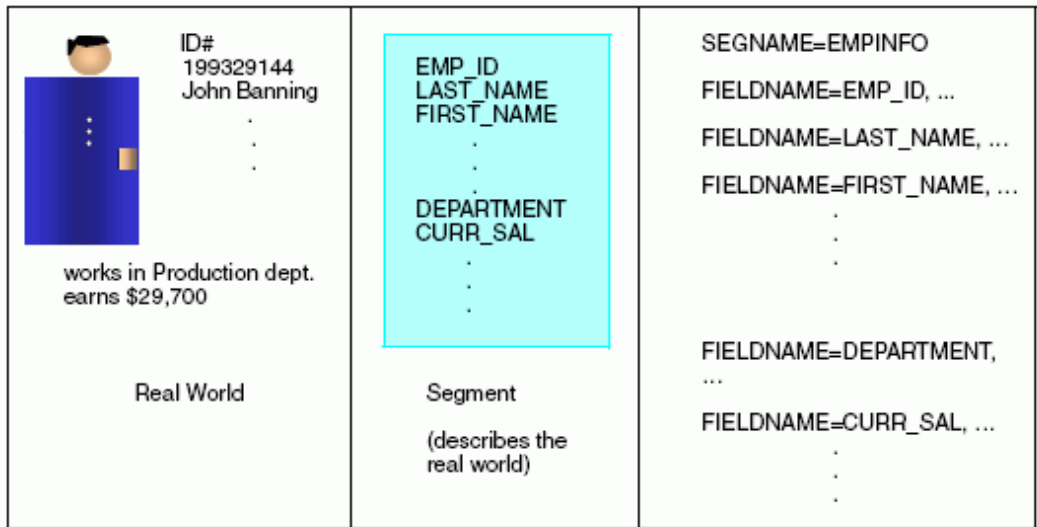 ID#
199329144
John Banning
.
.
.
works in Production dept.
earns $29,700
Real World
EMP_ID
LAST_NAME
FIRST_NAME
.
.
.
DEPARTMENT
CURR_SAL
.
.
.
Segment
(describes the
real world)
SEGNAME=EMPINFO
FIELDNAME=EMP_ID, ...
FIELDNAME=LAST_NAME, ...
FIELDNAME=FIRST_NAME, ...
.
.
.
FIELDNAME=DEPARTMENT,
...
FIELDNAME=CURR_SAL, ...
.
.
.